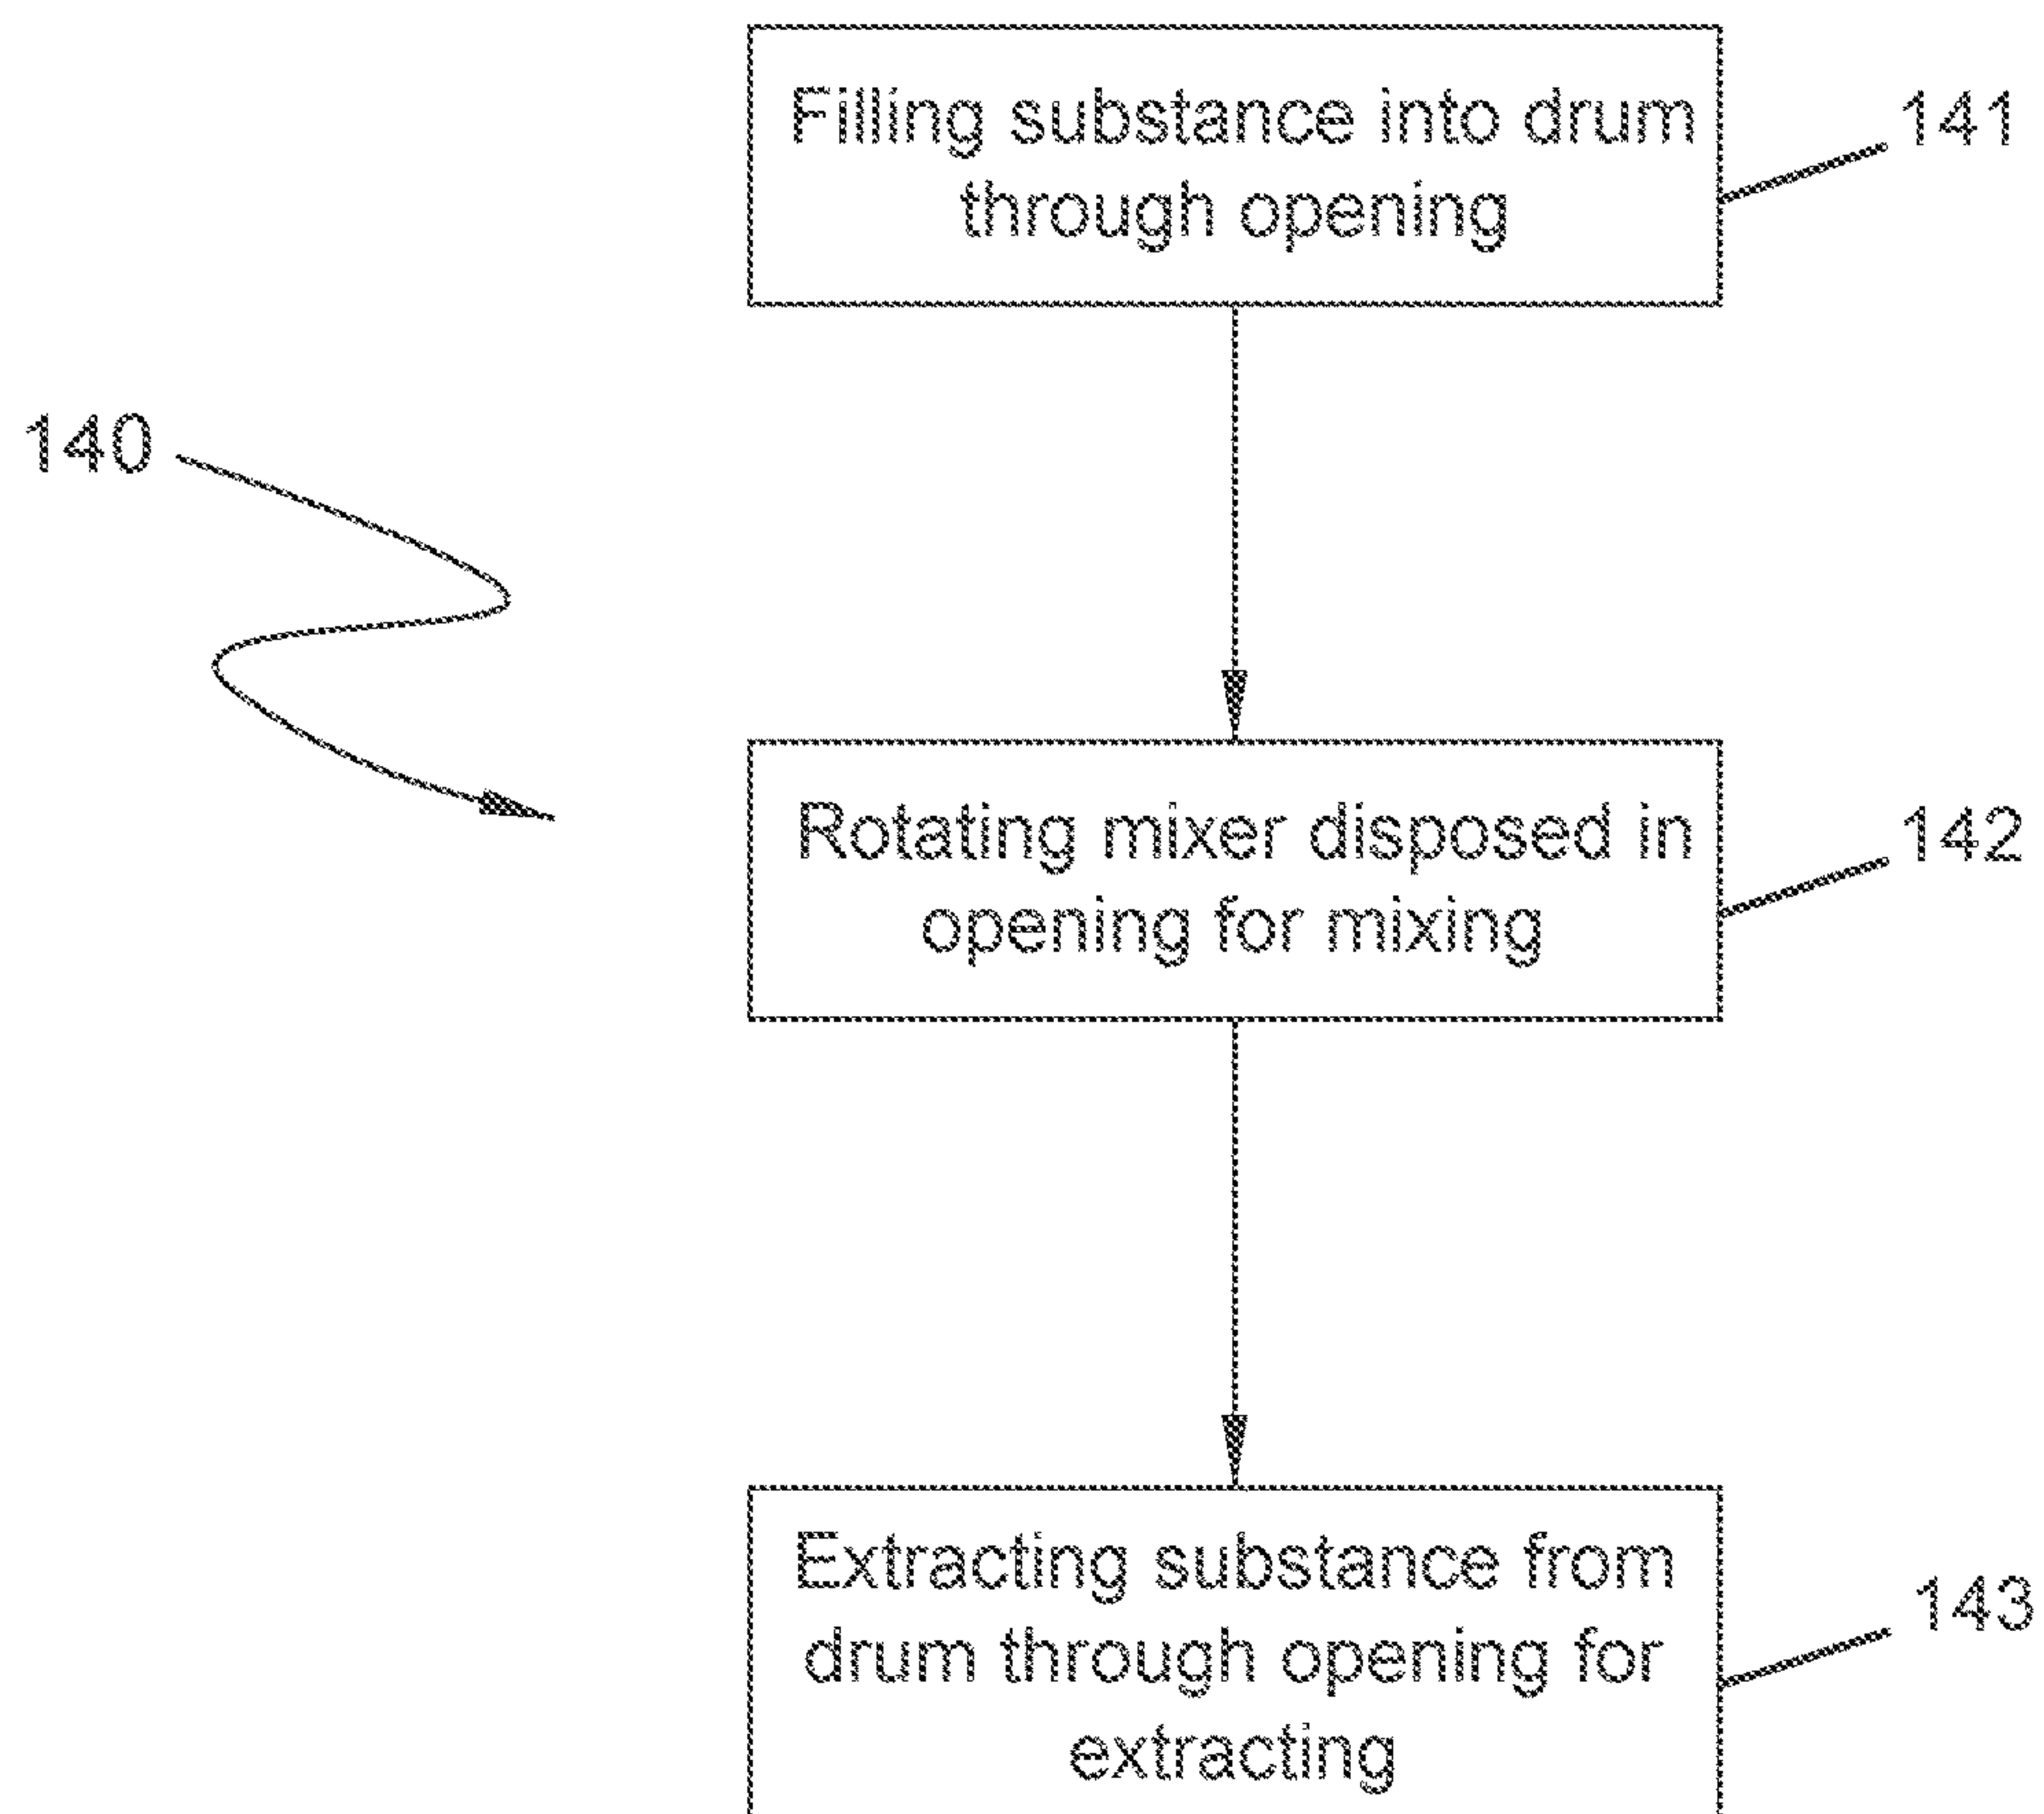 Filling substance into drum
through opening
141
140
Rotating mixer disposed in
opening for mixing
142
Extracting substance from
drum through opening for
extracting
143